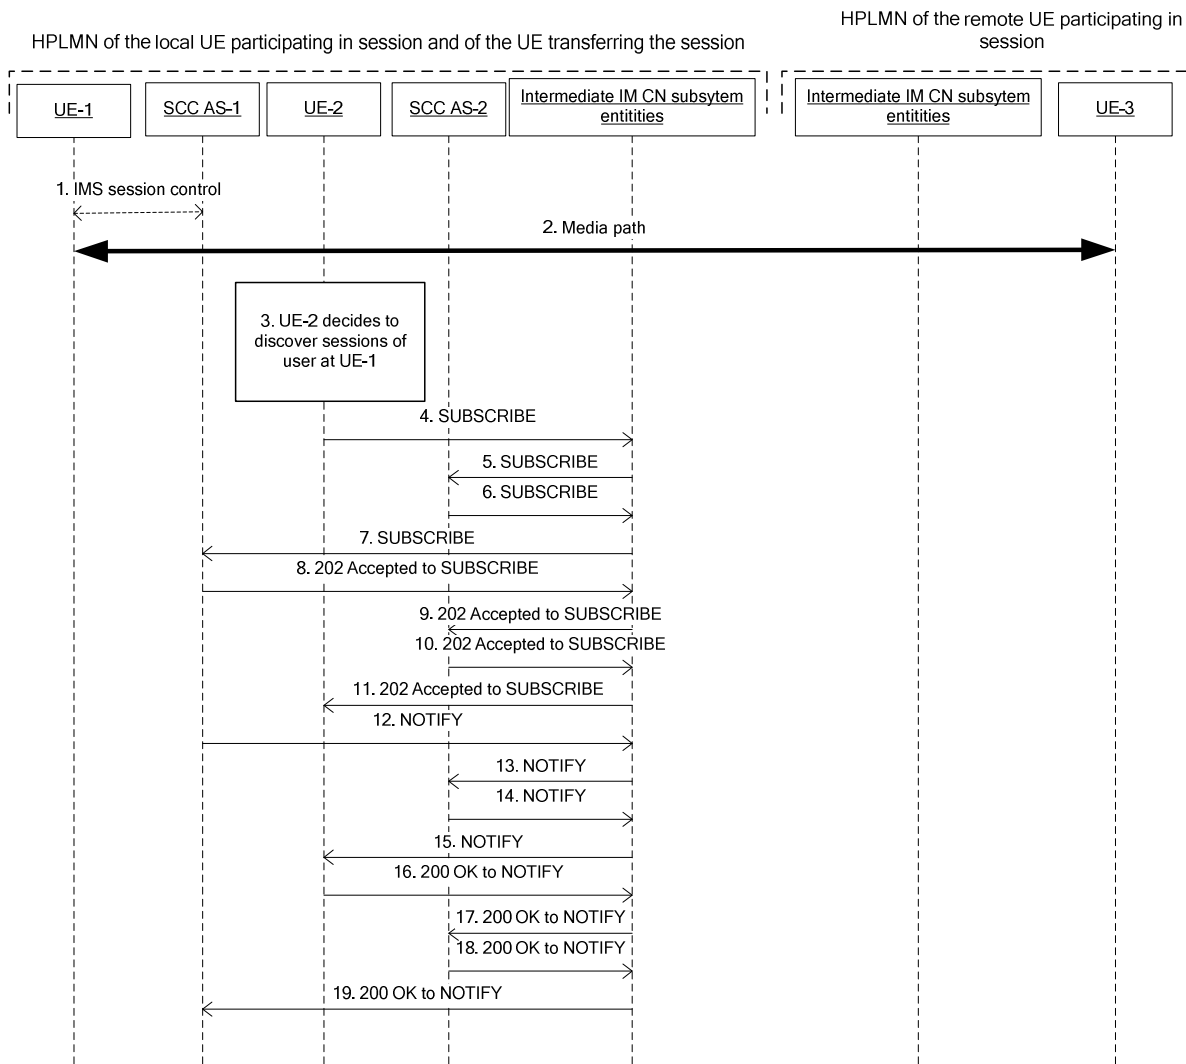 HPLMN of the local UE participating in session and of the UE transferring the session
HPLMN of the remote UE participating in
session
UE-1
SCC AS-1
UE-2
SCC AS-2
Intermediate IM CN subsytem
entitities
Intermediate IM CN subsytem
entitities
UE-3
1. IMS session control
2. Media path
3. UE-2 decides to
discover sessions of
user at UE-1
4. SUBSCRIBE
5. SUBSCRIBE
6. SUBSCRIBE
7. SUBSCRIBE
8. 202 Accepted to SUBSCRIBE
9. 202 Accepted to SUBSCRIBE
10. 202 Accepted to SUBSCRIBE
11. 202 Accepted to SUBSCRIBE
12. NOTIFY
13. NOTIFY
14. NOTIFY
15. NOTIFY
16. 200 OK to NOTIFY
17. 200 OK to NOTIFY
18. 200 OK to NOTIFY
19. 200 OK to NOTIFY